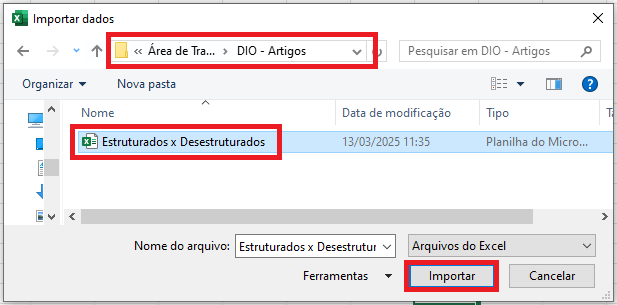 Importar dados
« Área de Tra... > DIO - Artigos
Pesquisar em DIO - Artigos
Organizar
Nova pasta
Nome
Data de modificação
Tipo
Ta
Estruturados x Desestruturados
13/03/2025 11:35
Planilha do Micro...
Nome do arquivo:
Estruturados x Desestrutur
Arquivos do Excel
Ferramentas
Importar
Cancelar